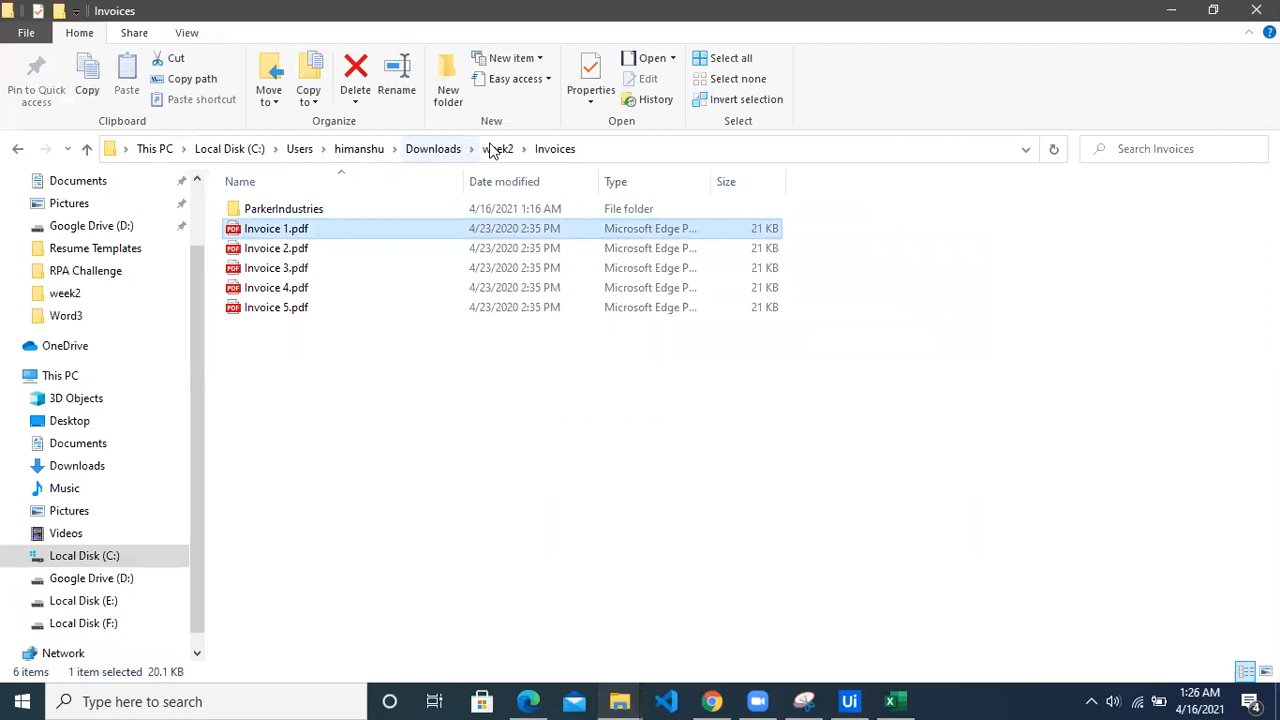 Invoices
File Home Share View
Pin to Quick access Copy Paste Cut Copy path Paste shortcut Move to Copy to Delete Rename New folder New item Easy access Properties Open Edit History Select all Select none Invert selection
Clipboard Organize New Open Select
This PC Local Disk (C:) Users himanshu Downloads week2 Invoices Search Invoices
Name Date modified Type Size
ParkerIndustries 4/16/2021 1:16 AM File folder
Invoice 1.pdf 4/23/2020 2:35 PM Microsoft Edge P... 21 KB
Invoice 2.pdf 4/23/2020 2:35 PM Microsoft Edge P... 21 KB
Invoice 3.pdf 4/23/2020 2:35 PM Microsoft Edge P... 21 KB
Invoice 4.pdf 4/23/2020 2:35 PM Microsoft Edge P... 21 KB
Invoice 5.pdf 4/23/2020 2:35 PM Microsoft Edge P... 21 KB
Documents
Pictures
Google Drive (D:)
Resume Templates
RPA Challenge
week2
Word3
OneDrive
This PC
3D Objects
Desktop
Documents
Downloads
Music
Pictures
Videos
Local Disk (C:)
Google Drive (D:)
Local Disk (E:)
Local Disk (F:)
Network
6 items 1 item selected 20.1 KB
Type here to search
Ui
1:26 AM
4/16/2021
4